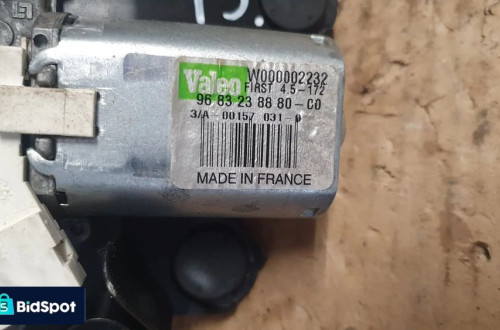 Valeo W000002232
FIRST 4.5-172
96 83 23 88 80-C0
3/A-00157 031-
MADE IN FRANCE
BidSpot